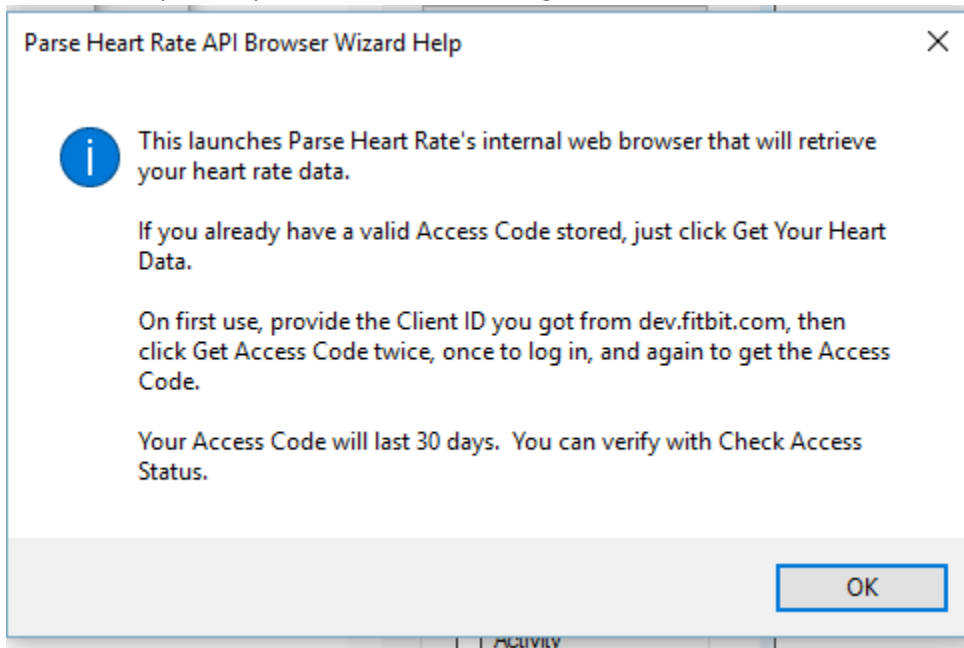 Parse Heart Rate API Browser Wizard Help
This launches Parse Heart Rate's internal web browser that will retrieve
your heart rate data.
If you already have a valid Access Code stored, just click Get Your Heart
Data.
On first use, provide the Client ID you got from dev.fitbit.com, then
click Get Access Code twice, once to log in, and again to get the Access
Code.
Your Access Code will last 30 days.  You can verify with Check Access
Status.
OK
Activity